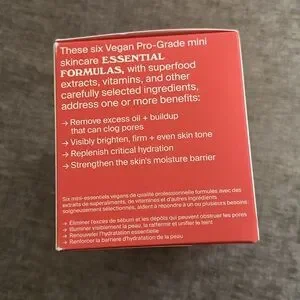 These six Vegan Pro-Grade mini
skincare ESSENTIAL
FORMULAS, with superfood
extracts, vitamins, and other
carefully selected ingredients,
address one or more benefits:
→ Remove excess oil + buildup
that can clog pores
→ Visibly brighten, firm + even skin tone
→ Replenish critical hydration
→ Strengthen the skin's moisture barrier
Six mini-essentiels vegans de qualité professionnelle formulés avec des
extraits de superaliments, de vitamines et d'autres ingrédients
soigneusement sélectionnés, aident à répondre à un ou plusieurs besoins:
→ Éliminer l'excès de sébum et les dépôts qui peuvent obstruer les pores
→ Illuminer visiblement la peau, la raffermir et unifier le teint
→ Renouveler l'hydratation essentielle
→ Renforcer la barrière d'hydratation de la peau